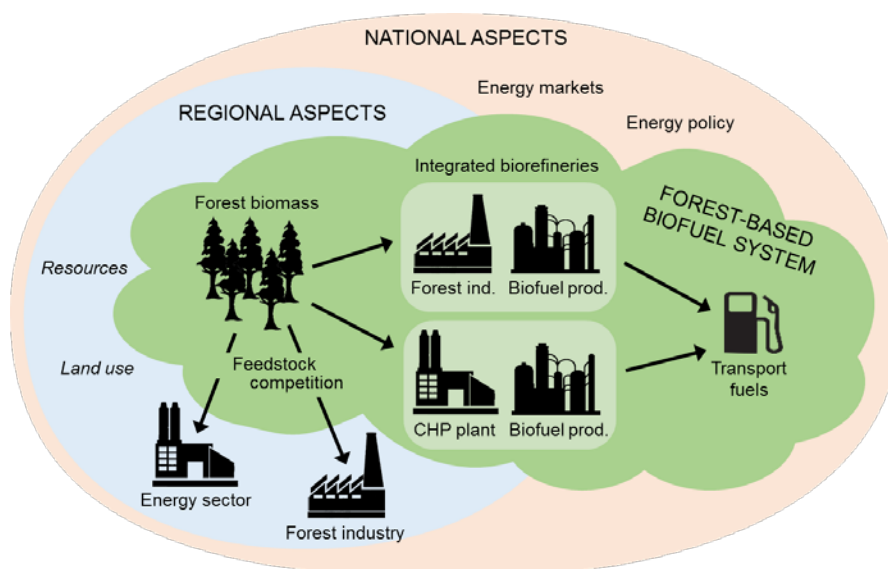 NATIONAL ASPECTS
Energy markets
REGIONAL ASPECTS
Energy policy
Integrated biorefineries
Forest biomass
FOREST-BASED
BIOFUEL SYSTEM
Resources
Forest ind.
Biofuel prod.
Land use
Feedstock
competition
Transport
fuels
CHP plant
Biofuel prod.
Energy sector
Forest industry